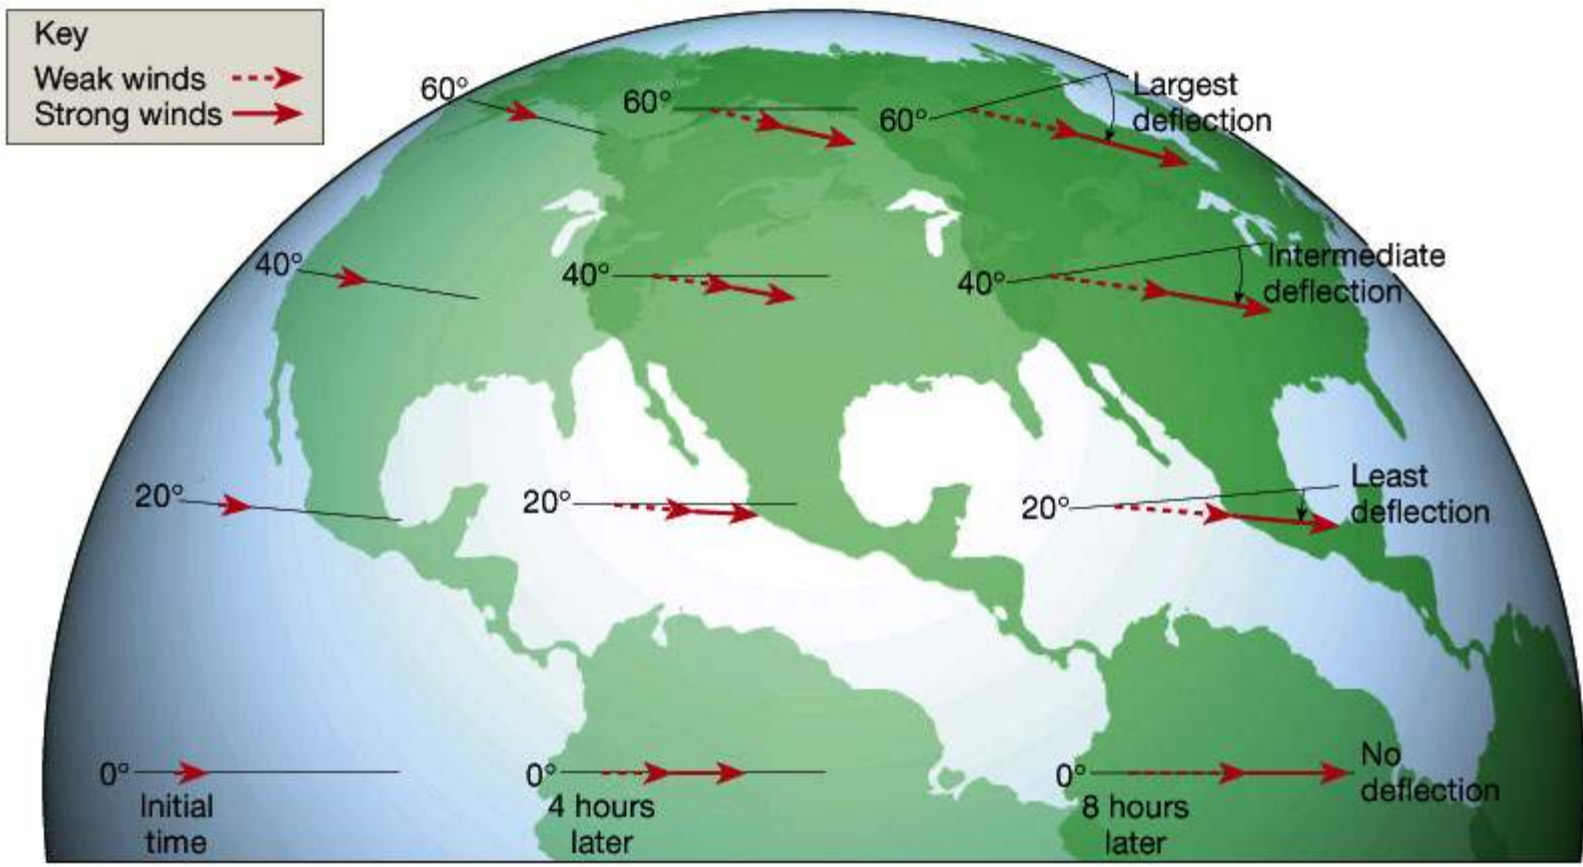 Key
Weak winds
Strong winds
60°
60°
60°
Largest
deflection
40°
40°
40°
Intermediate
deflection
20°
20°
20°
Least
deflection
0°
0°
0°
No
deflection
Initial
time
4 hours
later
8 hours
later